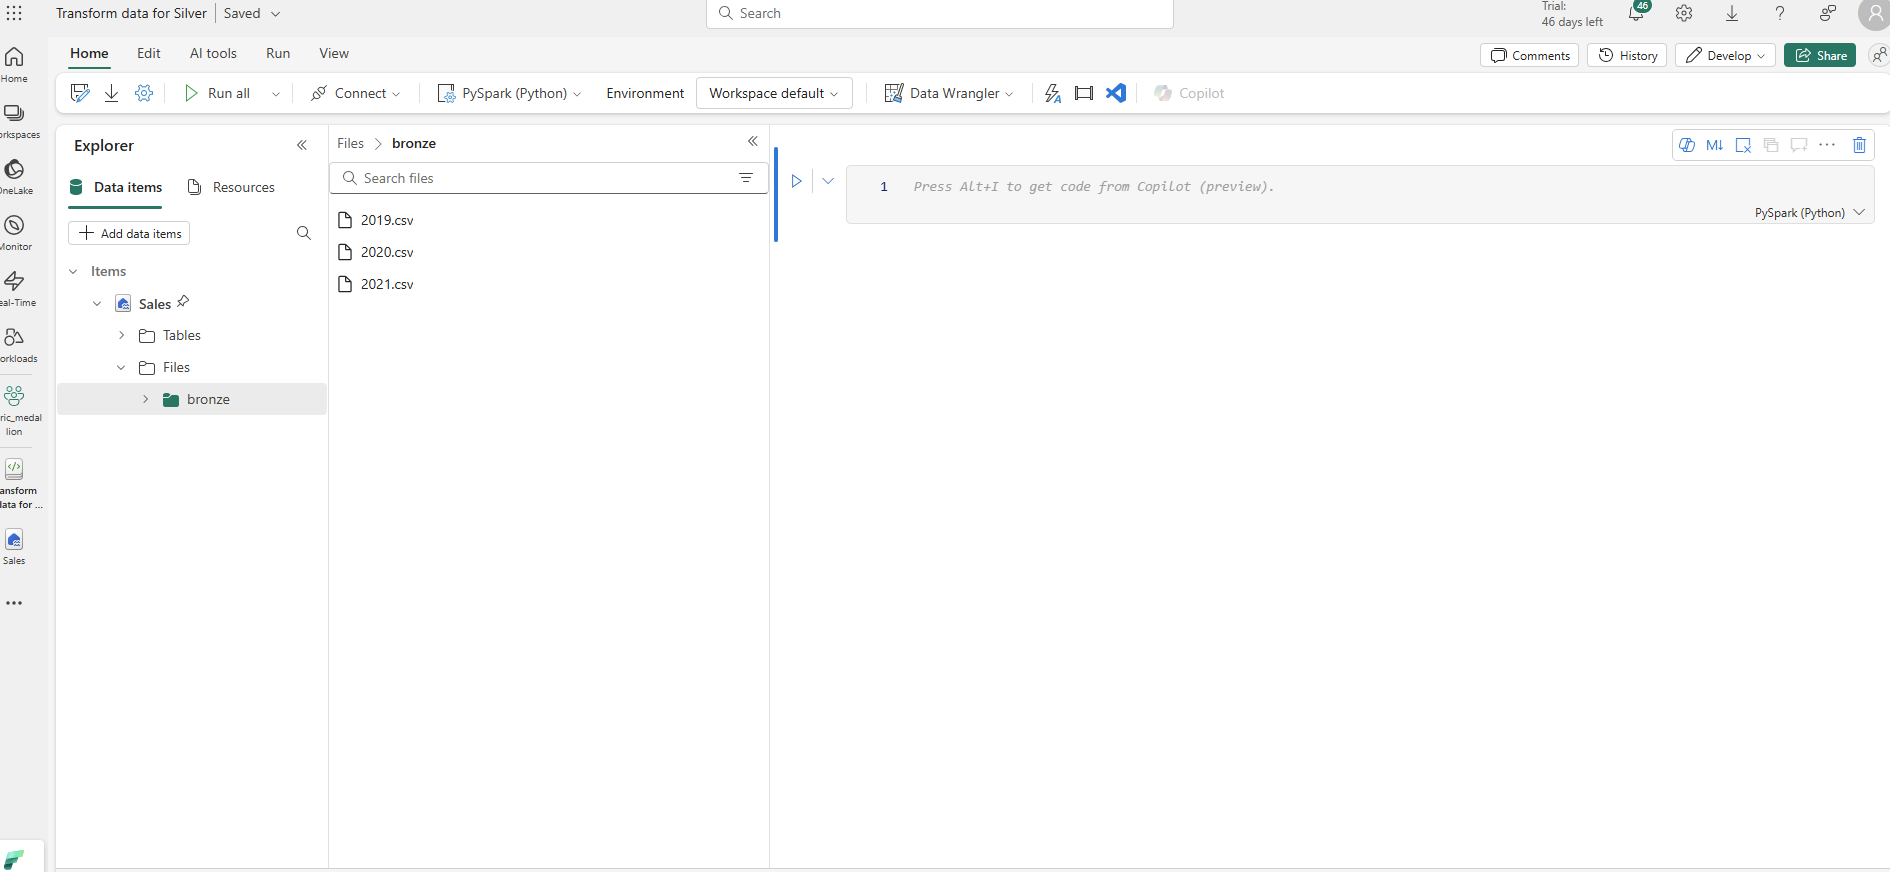 Transform data for Silver Saved
Search
Trial:
46 days left
46
Home Edit AI tools Run View
Comments History Develop Share
Run all Connect PySpark (Python) Environment Workspace default Data Wrangler Copilot
Home
orkspaces
OneLake
Monitor
eal-Time
orkloads
ric_medal
lion
ansform
data for ...
Sales
Explorer
Data items Resources
Add data items
Items
Sales
Tables
Files
bronze
Files > bronze
Search files
2019.csv
2020.csv
2021.csv
M↓
1 Press Alt+I to get code from Copilot (preview).
PySpark (Python)